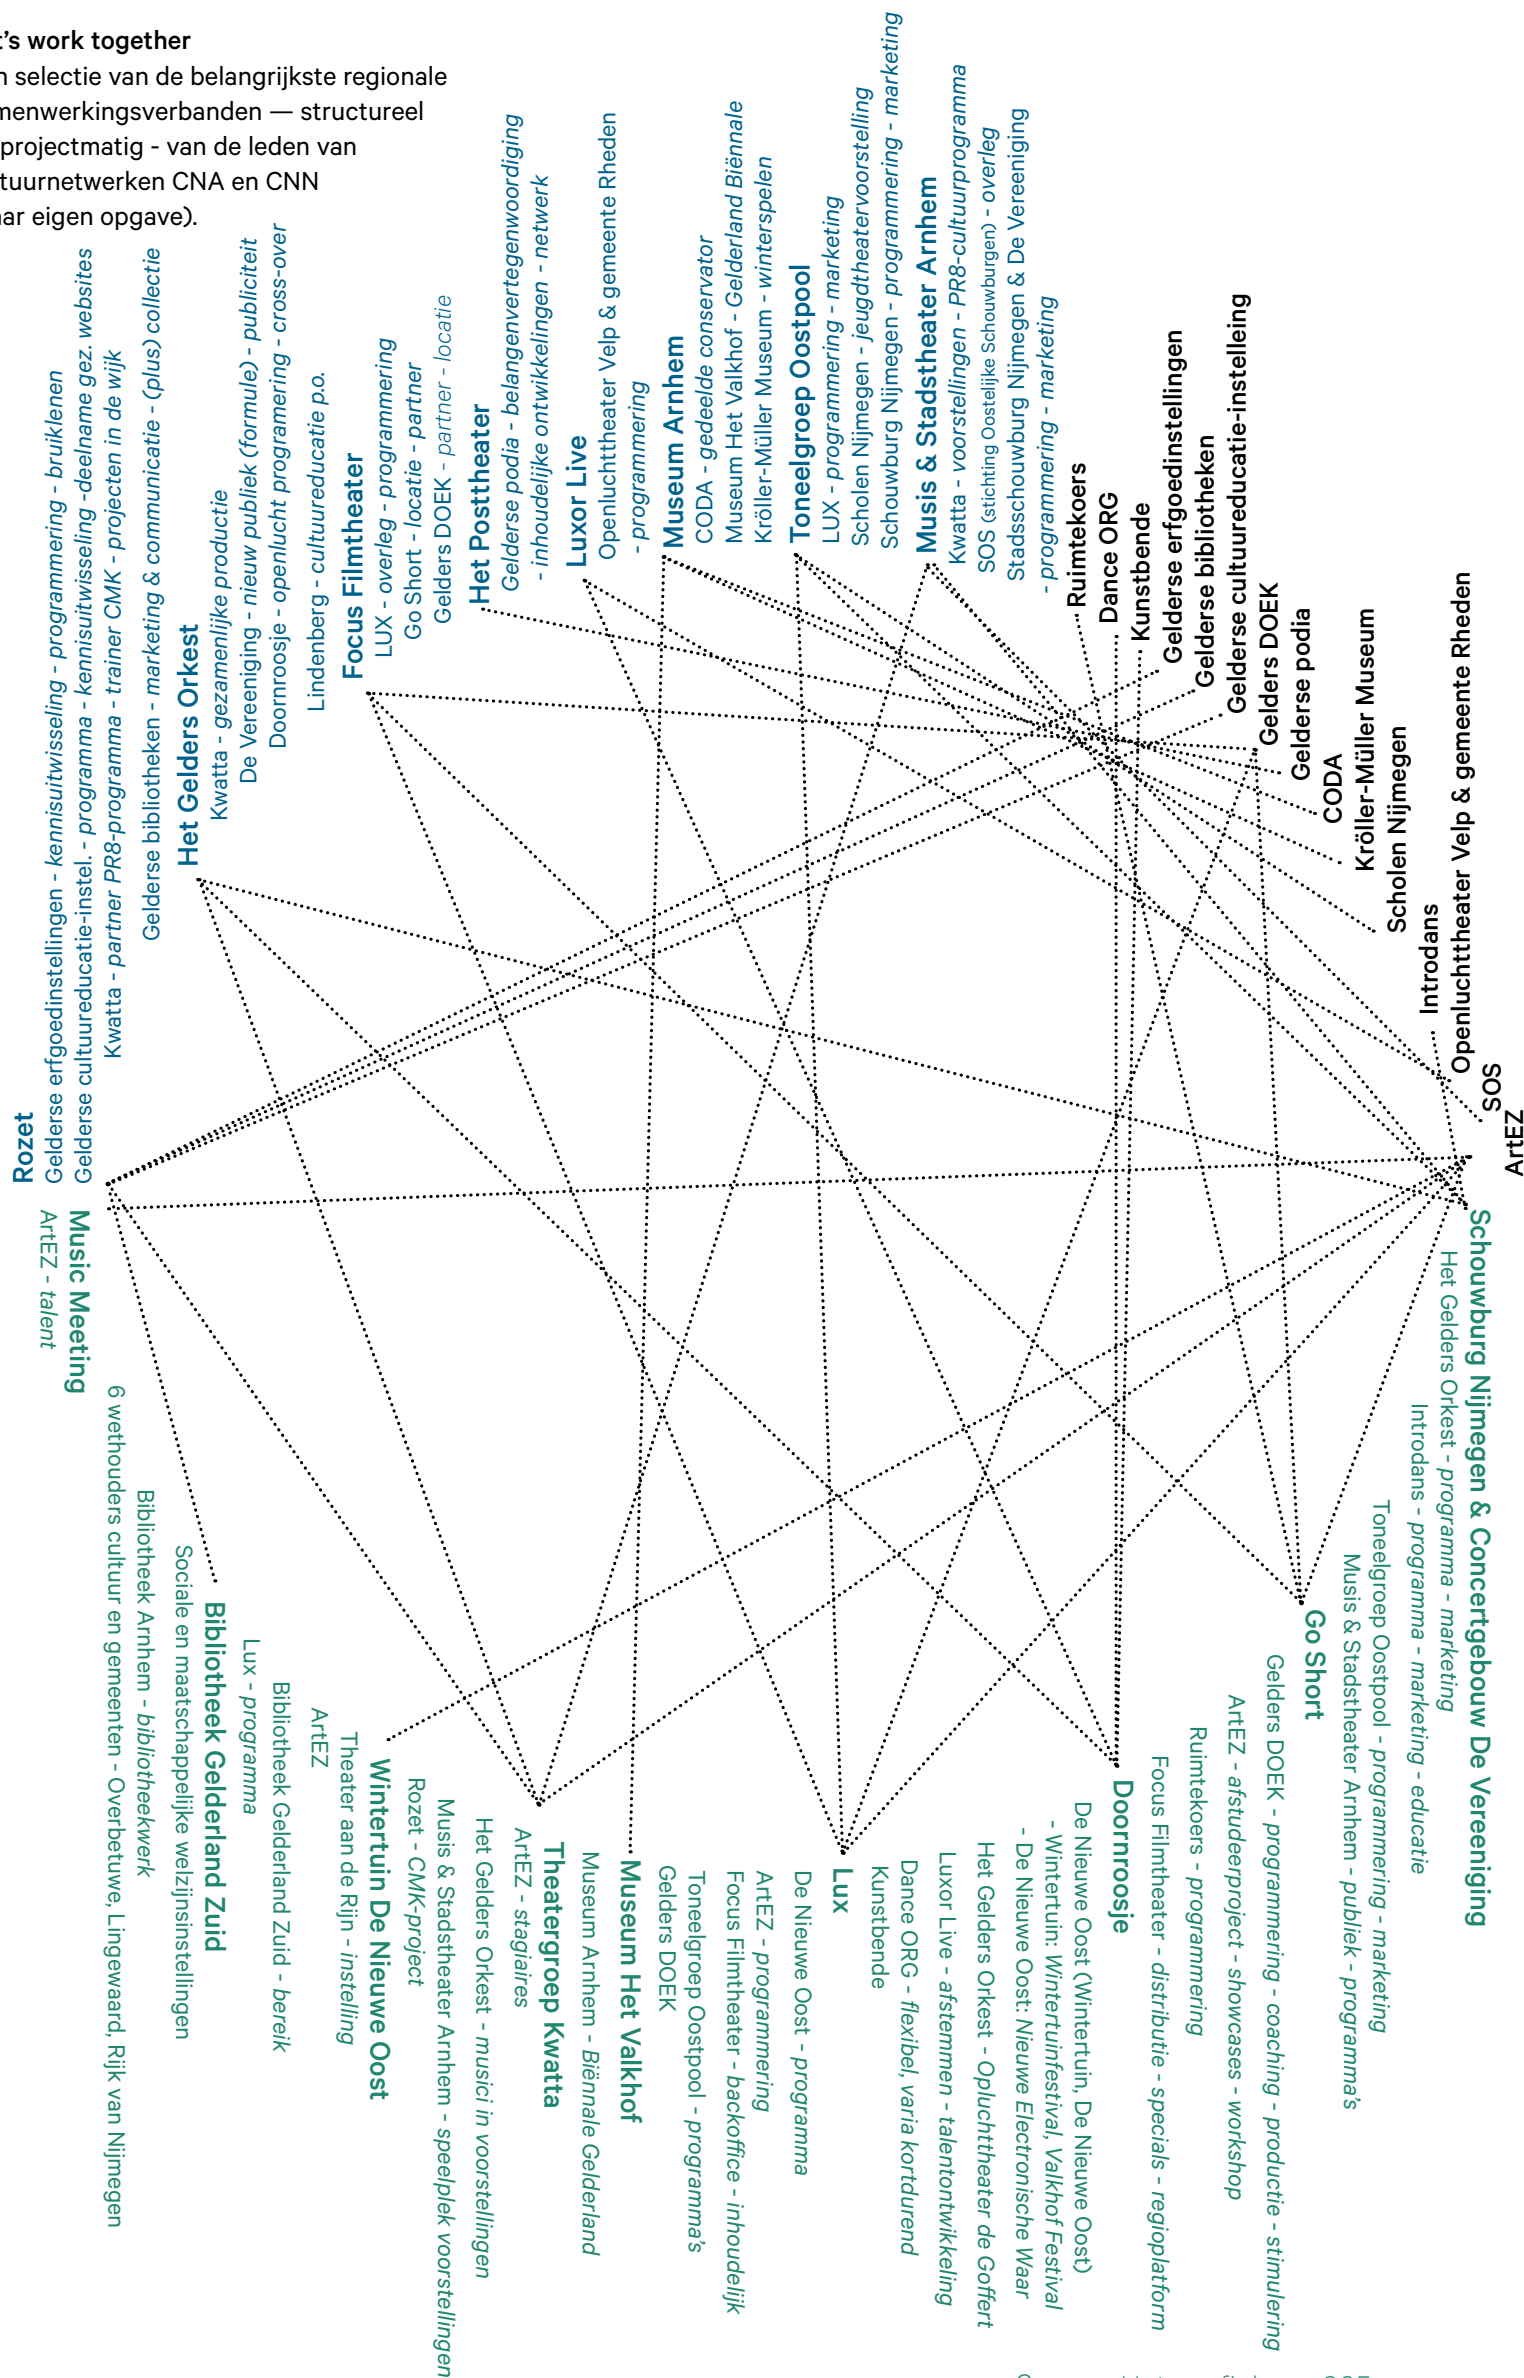 t's work together
n selectie van de belangrijkste regionale
menwerkingsverbanden — structureel
projectmatig - van de leden van
tuurnetwerken CNA en CNN
ar eigen opgave).
Rozet
Gelderse erfgoedinstellingen - kennisuitwisseling - programmering - bruiklenen
Gelderse cultuureducatie-instel. - programma - kennisuitwisseling -deelname gez. websites
Kwatta - partner PR8-programma - trainer CMK - projecten in de wijk
Gelderse bibliotheken - marketing & communicatie - (plus) collectie
Het Gelders Orkest
Kwatta - gezamenlijke productie
De Vereeniging - nieuw publiek (formule) - publiciteit
Doornroosje - openlucht programering - cross-over
Lindenberg - cultuureducatie p.o.
Focus Filmtheater
LUX - overleg - programmering
Go Short - locatie - partner
Gelders DOEK - partner - locatie
Het Posttheater
Gelderse podia - belangenvertegenwoordiging
- inhoudelijke ontwikkelingen - netwerk
Luxor Live
Openluchttheater Velp & gemeente Rheden
- programmering
Museum Arnhem
CODA - gedeelde conservator
Museum Het Valkhof - Gelderland Biënnale
Kröller-Müller Museum - winterspelen
Toneelgroep Oostpool
LUX - programmering - marketing
Scholen Nijmegen - jeugdtheatervoorstelling
Schouwburg Nijmegen - programmering - marketing
Musis & Stadstheater Arnhem
Kwatta - voorstellingen - PR8-cultuurprogramma
SOS (stichting Oostelijke Schouwburgen) - overleg
Stadsschouwburg Nijmegen & De Vereeniging
- programmering - marketing
Ruimtekoers
Dance ORG
Kunstbende
Gelderse erfgoedinstellingen
Gelderse bibliotheken
Gelderse cultuureducatie-instelleing
Gelders DOEK
Gelderse podia
CODA
Kröller-Müller Museum
Scholen Nijmegen
Introdans
Openluchttheater Velp & gemeente Rheden
SOS
ArtEZ
Schouwburg Nijmegen & Concertgebouw De Vereeniging
Het Gelders Orkest - programma - marketing
Introdans - programma - marketing - educatie
Toneelgroep Oostpool - programmering - marketing
Musis & Stadstheater Arnhem - publiek - programma's
Go Short
Gelders DOEK - programmering - coaching - productie - stimulering
ArtEZ - afstudeerproject - showcases - workshop
Ruimtekoers - programmering
Focus Filmtheater - distributie - specials - regioplatform
Doornroosje
De Nieuwe Oost (Wintertuin, De Nieuwe Oost)
- Wintertuin: Wintertuinfestival, Valkhof Festival
- De Nieuwe Oost: Nieuwe Electronische Waar
Het Gelders Orkest - Opluchttheater de Goffert
Luxor Live - afstemmen - talentontwikkeling
Dance ORG - flexibel, varia kortdurend
Kunstbende
Lux
De Nieuwe Oost - programma
ArtEZ - programmering
Focus Filmtheater - backoffice - inhoudelijk
Toneelgroep Oostpool - programma's
Gelders DOEK
Museum Het Valkhof
Museum Arnhem - Biënnale Gelderland
Theatergroep Kwatta
ArtEZ - stagiaires
Het Gelders Orkest - musici in voorstellingen
Musis & Stadstheater Arnhem - speelplek voorstellingen
Rozet - CMK-project
Wintertuin De Nieuwe Oost
Theater aan de Rijn - instelling
ArtEZ
Bibliotheek Gelderland Zuid - bereik
Lux - programma
Bibliotheek Gelderland Zuid
Sociale en maatschappelijke welzijnsinstellingen
Bibliotheek Arnhem - bibliotheekwerk
6 wethouders cultuur en gemeenten - Overbetuwe, Lingewaard, Rijk van Nijmegen
Music Meeting
ArtEZ - talent